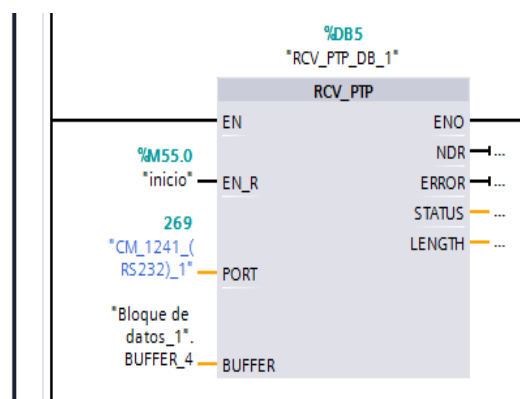 %DB5
"RCV_PTP_DB_1"
RCV_PTP
EN
ENO
NDR
...
%M55.0
"inicio"
EN_R
ERROR
...
STATUS
...
269
LENGTH
...
"CM_1241_(
RS232)_1"
PORT
"Bloque de
datos_1".
BUFFER_4
BUFFER